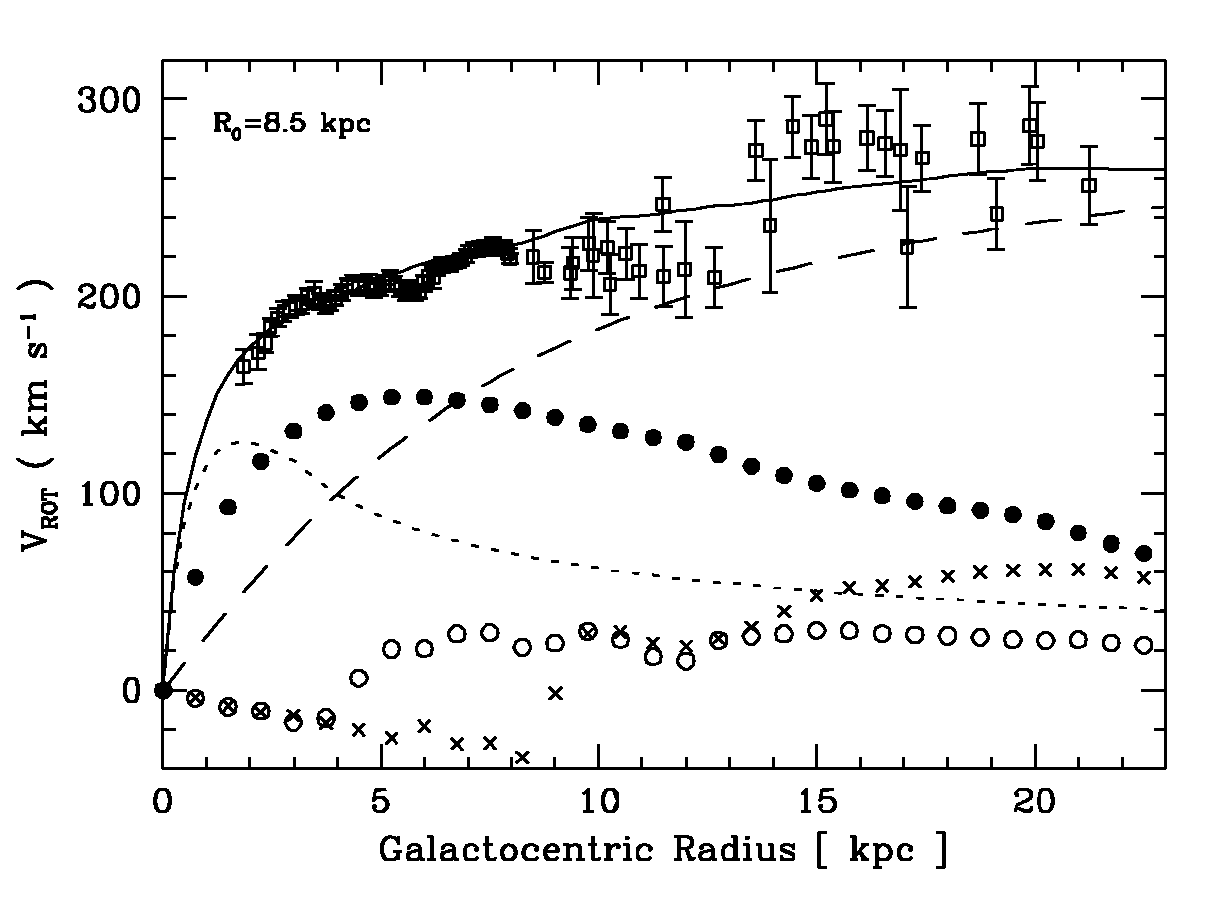 R0=8.5 kpc
300
200
100
0
VROT ( km s−1 )
0 5 10 15 20
Galactocentric Radius [ kpc ]